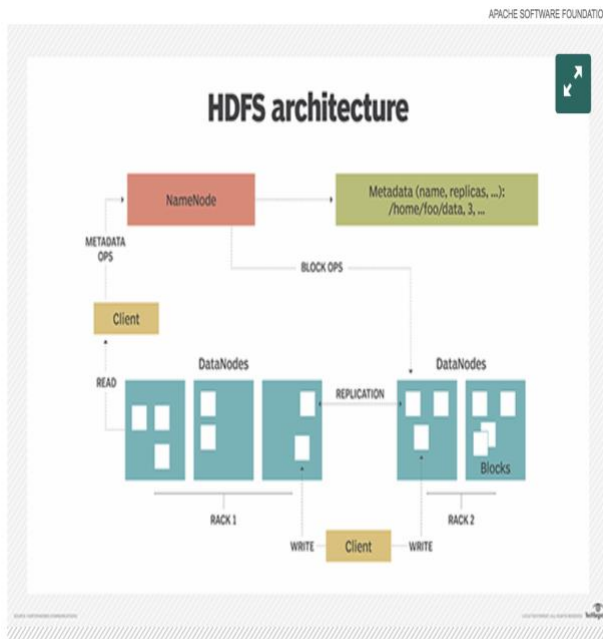 APACHE SOFTWARE FOUNDATIO
HDFS architecture
NameNode
Metadata (name, replicas, ...):
/home/foo/data, 3, ...
METADATA
OPS
BLOCK OPS
Client
DataNodes
DataNodes
READ
REPLICATION
Blocks
RACK 1
RACK 2
WRITE
Client
WRITE